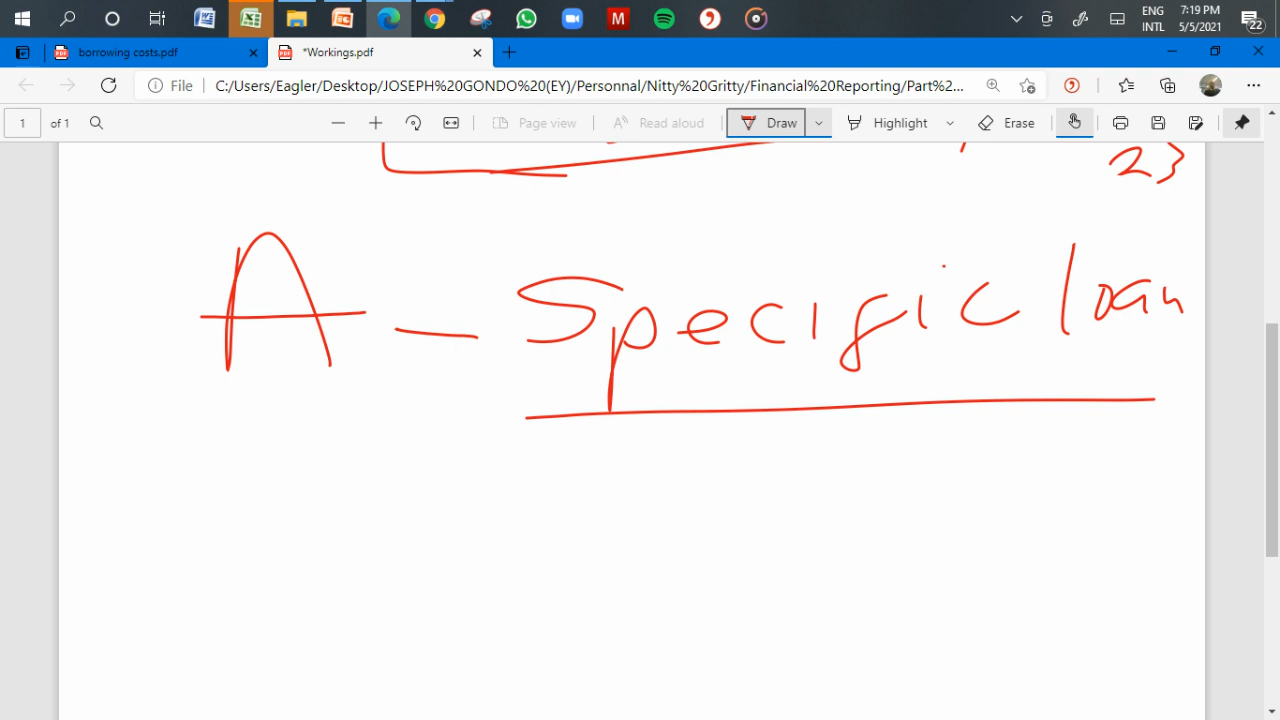 7:19 PM
ENG
INTL
5/5/2021
22
borrowing costs.pdf
*Workings.pdf
File
C:/Users/Eagler/Desktop/JOSEPH%20GONDO%20(EY)/Personnal/Nitty%20Gritty/Financial%20Reporting/Part%2...
1 of 1
Page view
Read aloud
Draw
Highlight
Erase
23
A - Specific loan